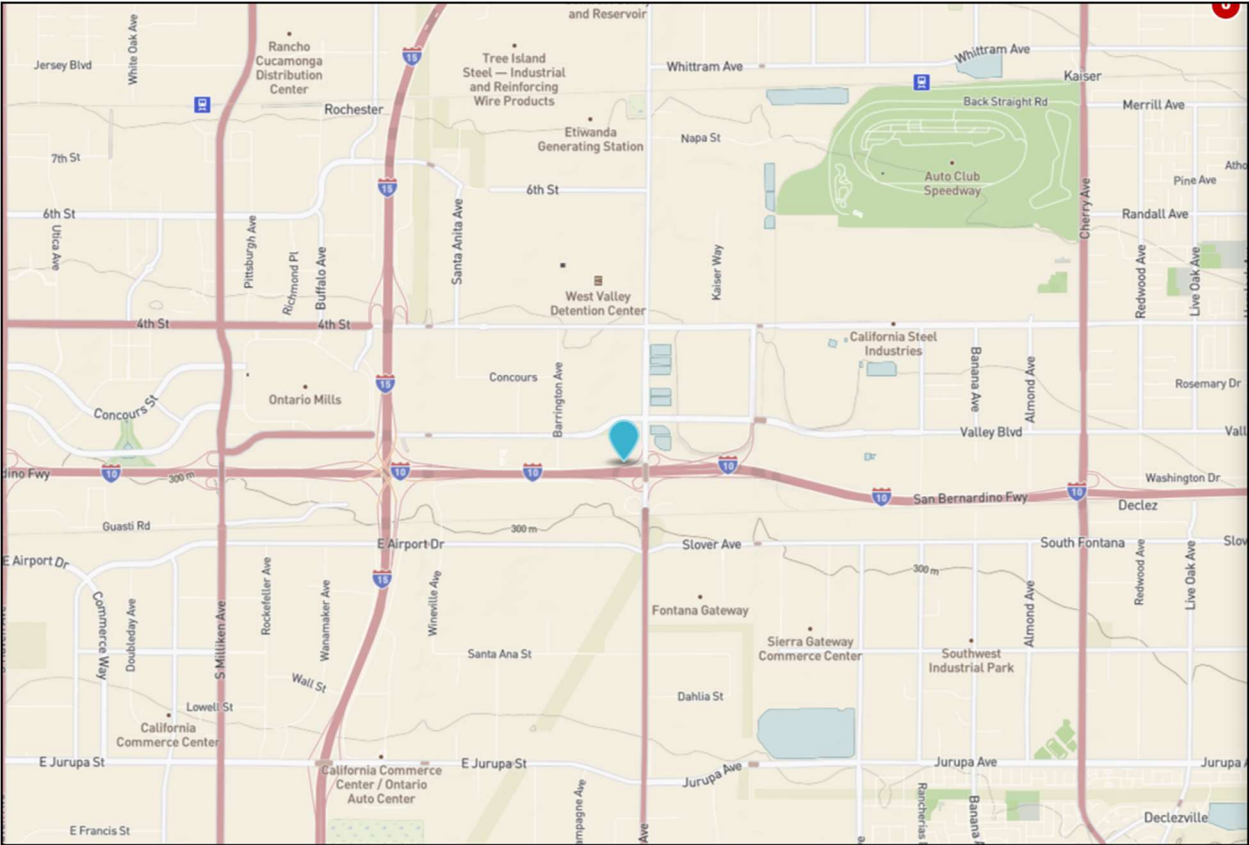 and Reservoir
White Oak Ave
Rancho
Cucamonga
Distribution
Center
15
Tree Island
Steel — Industrial
and Reinforcing
Wire Products
Whittram Ave
Jersey Blvd
Whittram Ave
Kaiser
Rochester
Back Straight Rd
Merrill Ave
Etiwanda
Generating Station
Napa St
7th St
Auto Club
Speedway
Pine Ave
15
6th St
6th St
Randall Ave
Cherry Ave
Utica Ave
Pittsburgh Ave
Richmond Pl
Buffalo Ave
Santa Anita Ave
Kaiser Way
Redwood Ave
Live Oak Ave
West Valley
Detention Center
4th St
4th St
California Steel
Industries
15
Concours
Barrington Ave
Banana Ave
Almond Ave
Rosemary Dr
Ontario Mills
Concours St
Valley Blvd
10
10
10
10
300 m
10
San Bernardino Fwy
10
Washington Dr
Declez
Guasti Rd
300 m
E Airport Dr
Slover Ave
South Fontana
E Airport Dr
300 m
15
Commerce Way
Doubleday Ave
S Milliken Ave
Rockefeller Ave
Wanamaker Ave
Wineville Ave
Almond Ave
Redwood Ave
Live Oak Ave
Fontana Gateway
Sierra Gateway
Commerce Center
Southwest
Industrial Park
Santa Ana St
Wall St
Dahlia St
Lowell St
California
Commerce Center
E Jurupa St
California Commerce
Center / Ontario
Auto Center
E Jurupa St
Jurupa Ave
Jurupa Ave
Jurupa
Banana
Declezville
E Francis St
Ave